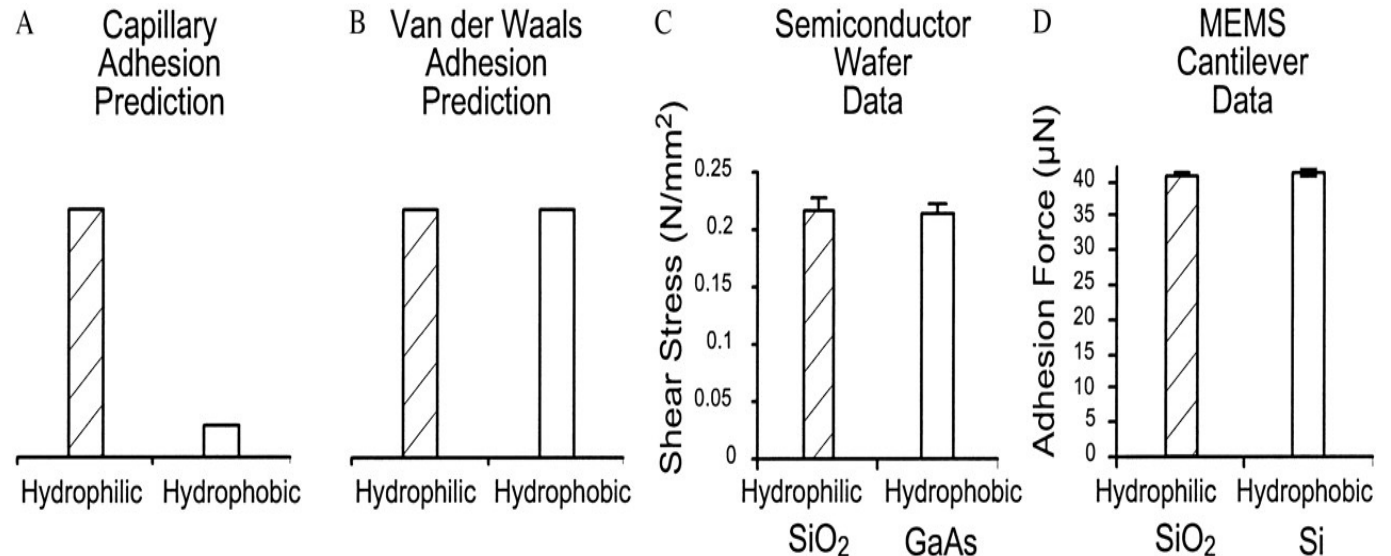 A
Capillary
Adhesion
Prediction
Hydrophilic
Hydrophobic
B
Van der Waals
Adhesion
Prediction
Hydrophilic
Hydrophobic
C
Semiconductor
Wafer
Data
Shear Stress (N/mm²)
0.25
0.2
0.15
0.1
0.05
0
Hydrophilic
Hydrophobic
SiO₂
GaAs
D
MEMS
Cantilever
Data
Adhesion Force (µN)
40
35
30
25
20
15
10
5
0
Hydrophilic
Hydrophobic
SiO₂
Si